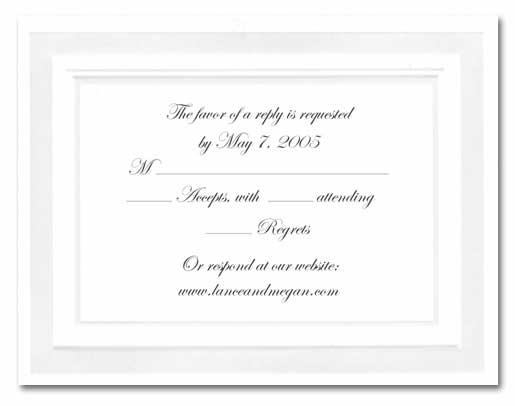 The favor of a reply is requested
by May 7, 2005
M
Accepts, with attending
Regrets
Or respond at our website:
www.lanceandmegan.com